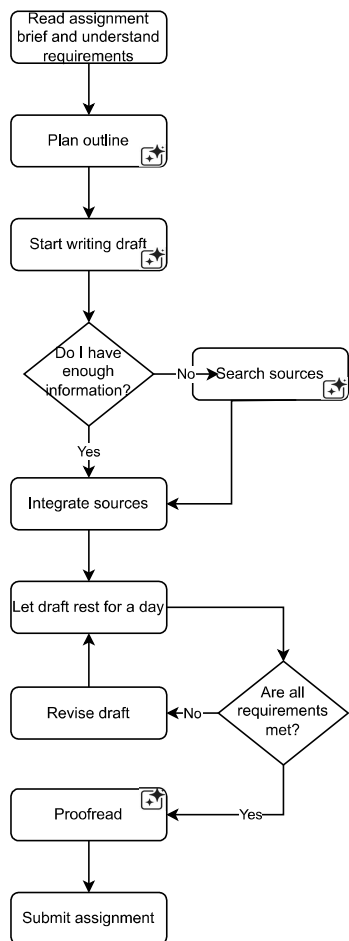 Read assignment
brief and understand
requirements
Plan outline
Start writing draft
Do I have
enough
information?
No
Search sources
Yes
Integrate sources
Let draft rest for a day
Are all
requirements
met?
No
Revise draft
Yes
Proofread
Submit assignment